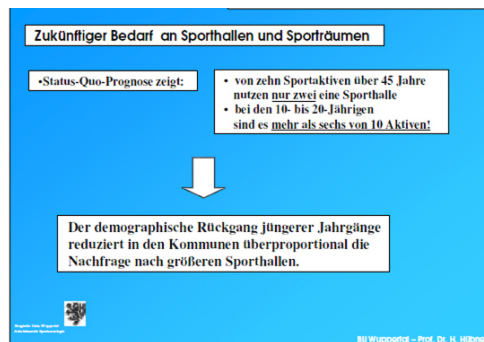 Zukünftiger Bedarf an Sporthallen und Sporträumen
•Status-Quo-Prognose zeigt:
• von zehn Sportaktiven über 45 Jahre
nutzen nur zwei eine Sporthalle
• bei den 10- bis 20-Jährigen
sind es mehr als sechs von 10 Aktiven!
Der demographische Rückgang jüngerer Jahrgänge
reduziert in den Kommunen überproportional die
Nachfrage nach größeren Sporthallen.
BU Wuppertal – Prof. Dr. H. Hübner